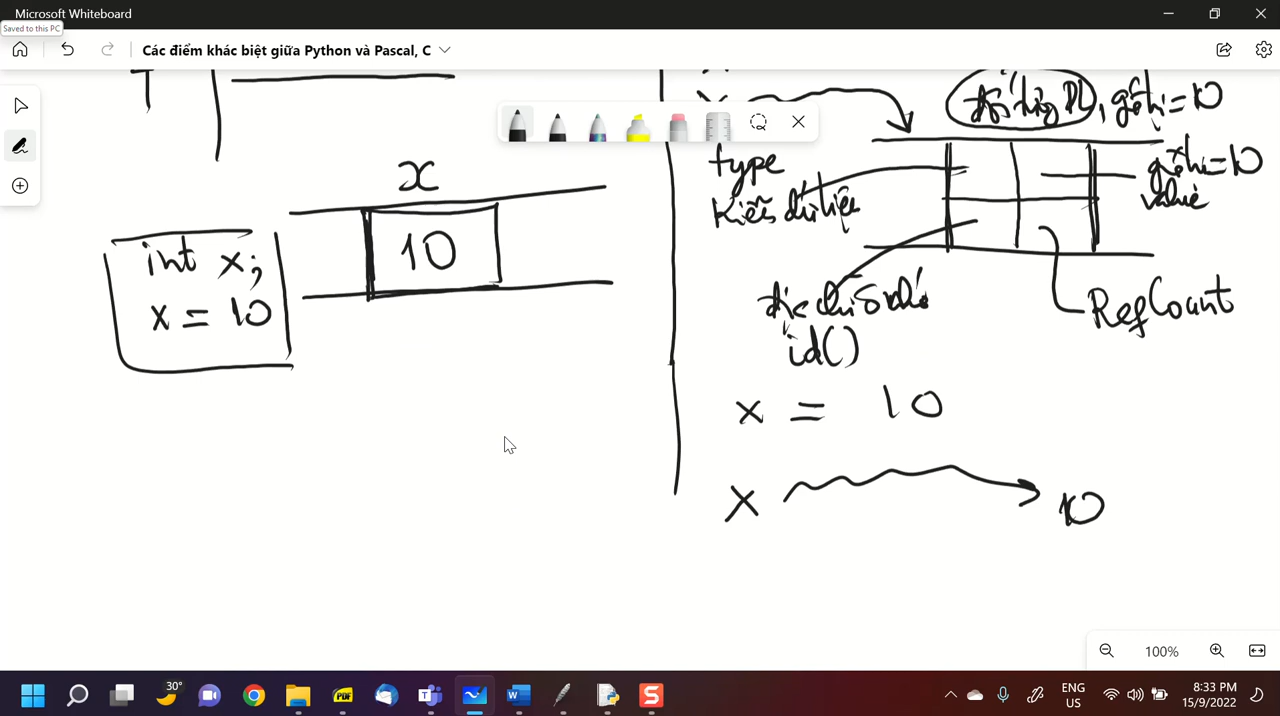 Microsoft Whiteboard
Saved to this PC
Các điểm khác biệt giữa Python và Pascal, C
x
int x;
x = 10
10
đối tượng PL, giá trị = 10
type
Kiểu dữ liệu
giá trị = 10
value
địa chỉ ô nhớ
id()
RefCount
x = 10
x
10
100%
30°
ENG
US
8:33 PM
15/9/2022